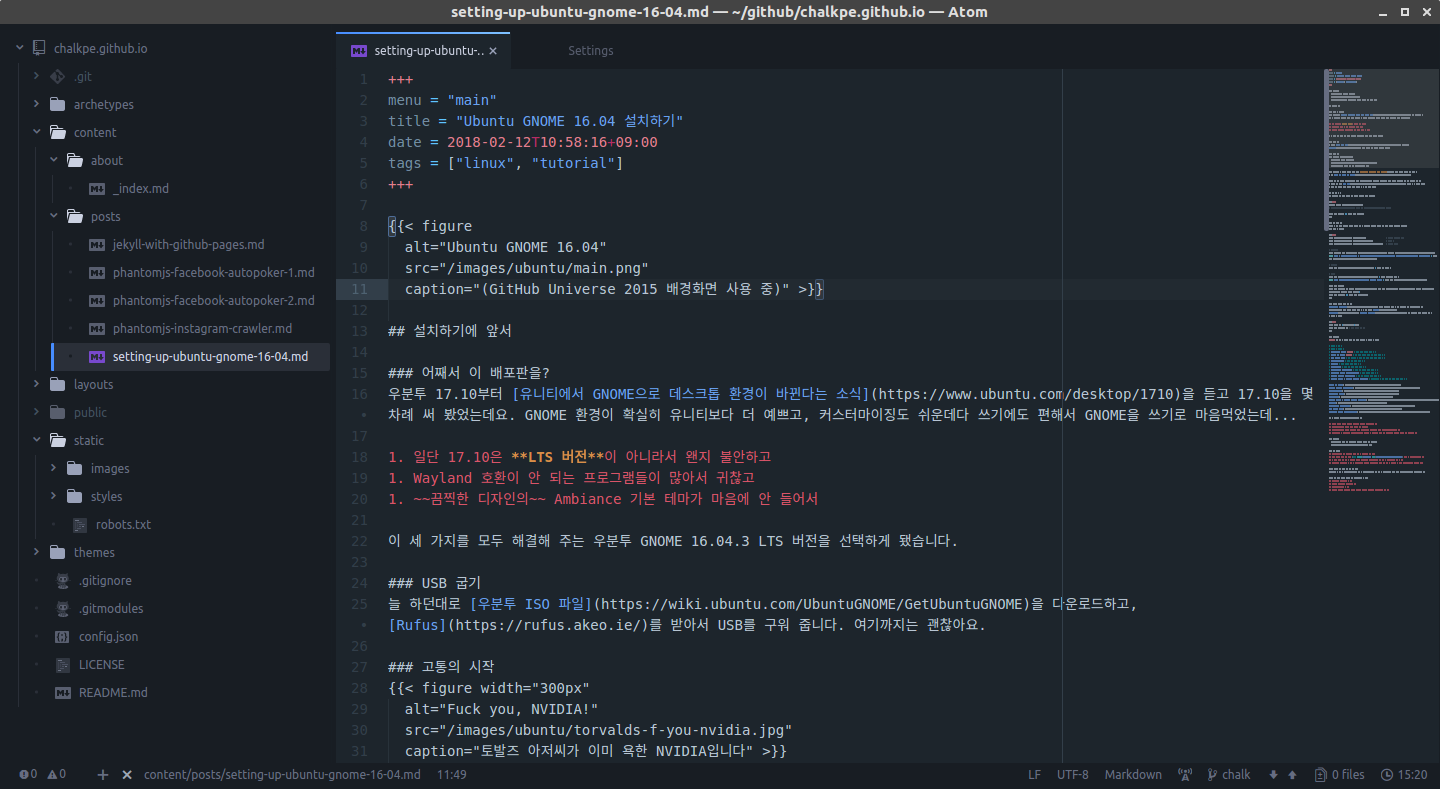 setting-up-ubuntu-gnome-16-04.md — ~/github/chalkpe.github.io — Atom
chalkpe.github.io
.git
archetypes
content
about
_index.md
posts
jekyll-with-github-pages.md
phantomjs-facebook-autopoker-1.md
phantomjs-facebook-autopoker-2.md
phantomjs-instagram-crawler.md
setting-up-ubuntu-gnome-16-04.md
layouts
public
static
images
styles
robots.txt
themes
.gitignore
.gitmodules
config.json
LICENSE
README.md
setting-up-ubuntu-..
Settings
1 +++
2 menu = "main"
3 title = "Ubuntu GNOME 16.04 설치하기"
4 date = 2018-02-12T10:58:16+09:00
5 tags = ["linux", "tutorial"]
6 +++
7
8 {{< figure
9 alt="Ubuntu GNOME 16.04"
10 src="/images/ubuntu/main.png"
11 caption="(GitHub Universe 2015 배경화면 사용 중)" >}}
12
13 ## 설치하기에 앞서
14
15 ### 어째서 이 배포판을?
16 우분투 17.10부터 [유니티에서 GNOME으로 데스크톱 환경이 바뀐다는 소식](https://www.ubuntu.com/desktop/1710)을 듣고 17.10을 몇
• 차례 써 봤었는데요. GNOME 환경이 확실히 유니티보다 더 예쁘고, 커스터마이징도 쉬운데다 쓰기에도 편해서 GNOME을 쓰기로 마음먹었는데...
17
18 1. 일단 17.10은 **LTS 버전**이 아니라서 왠지 불안하고
19 1. Wayland 호환이 안 되는 프로그램들이 많아서 귀찮고
20 1. ~~끔찍한 디자인의~~ Ambiance 기본 테마가 마음에 안 들어서
21
22 이 세 가지를 모두 해결해 주는 우분투 GNOME 16.04.3 LTS 버전을 선택하게 됐습니다.
23
24 ### USB 굽기
25 늘 하던대로 [우분투 ISO 파일](https://wiki.ubuntu.com/UbuntuGNOME/GetUbuntuGNOME)을 다운로드하고,
• [Rufus](https://rufus.akeo.ie/)를 받아서 USB를 구워 줍니다. 여기까지는 괜찮아요.
26
27 ### 고통의 시작
28 {{< figure width="300px"
29 alt="Fuck you, NVIDIA!"
30 src="/images/ubuntu/torvalds-f-you-nvidia.jpg"
31 caption="토발즈 아저씨가 이미 욕한 NVIDIA입니다" >}}
0 0 content/posts/setting-up-ubuntu-gnome-16-04.md 11:49 LF UTF-8 Markdown chalk 0 files 15:20